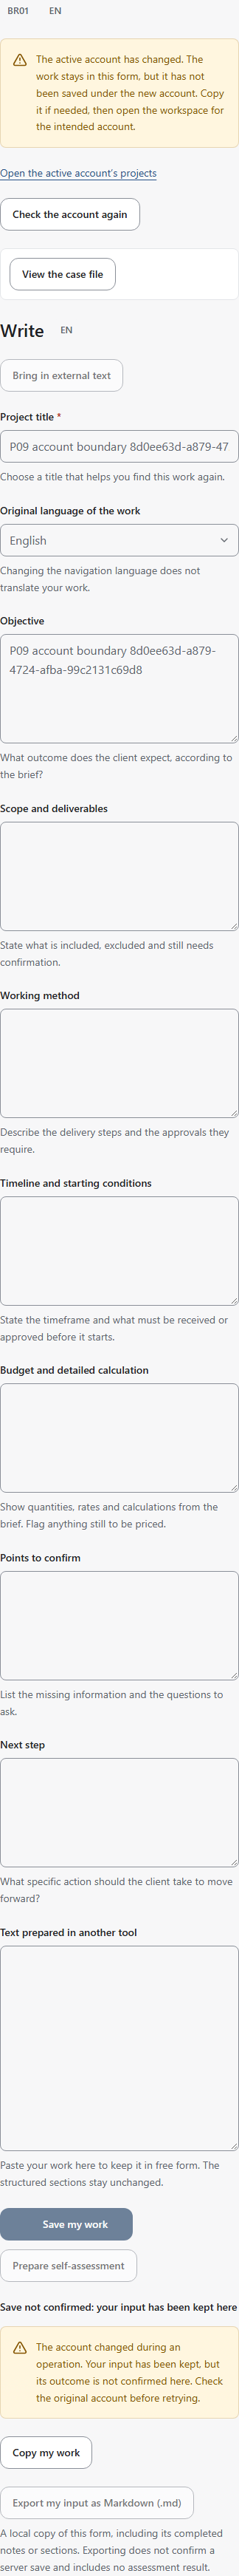 BR01 EN
The active account has changed. The
work stays in this form, but it has not
been saved under the new account. Copy
it if needed, then open the workspace for
the intended account.
Open the active account's projects
Check the account again
View the case file
Write EN
Bring in external text
Project title *
P09 account boundary 8d0ee63d-a879-47
Choose a title that helps you find this work again.
Original language of the work
English
Changing the navigation language does not
translate your work.
Objective
P09 account boundary 8d0ee63d-a879-
4724-afba-99c2131c69d8
What outcome does the client expect, according to
the brief?
Scope and deliverables
State what is included, excluded and still needs
confirmation.
Working method
Describe the delivery steps and the approvals they
require.
Timeline and starting conditions
State the timeframe and what must be received or
approved before it starts.
Budget and detailed calculation
Show quantities, rates and calculations from the
brief. Flag anything still to be priced.
Points to confirm
List the missing information and the questions to
ask.
Next step
What specific action should the client take to move
forward?
Text prepared in another tool
Paste your work here to keep it in free form. The
structured sections stay unchanged.
Save my work
Prepare self-assessment
Save not confirmed: your input has been kept here
The account changed during an
operation. Your input has been kept, but
its outcome is not confirmed here. Check
the original account before retrying.
Copy my work
Export my input as Markdown (.md)
A local copy of this form, including its completed
notes or sections. Exporting does not confirm a
server save and includes no assessment result.